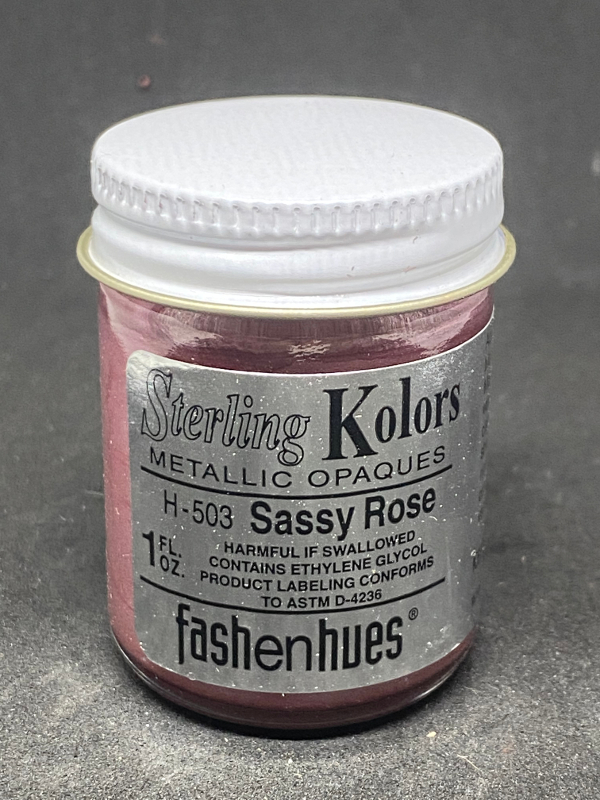 Sterling Kolors
METALLIC OPAQUES
H-503 Sassy Rose
1 FL. OZ.
HARMFUL IF SWALLOWED
CONTAINS ETHYLENE GLYCOL
PRODUCT LABELING CONFORMS
TO ASTM D-4236
fashenhues®